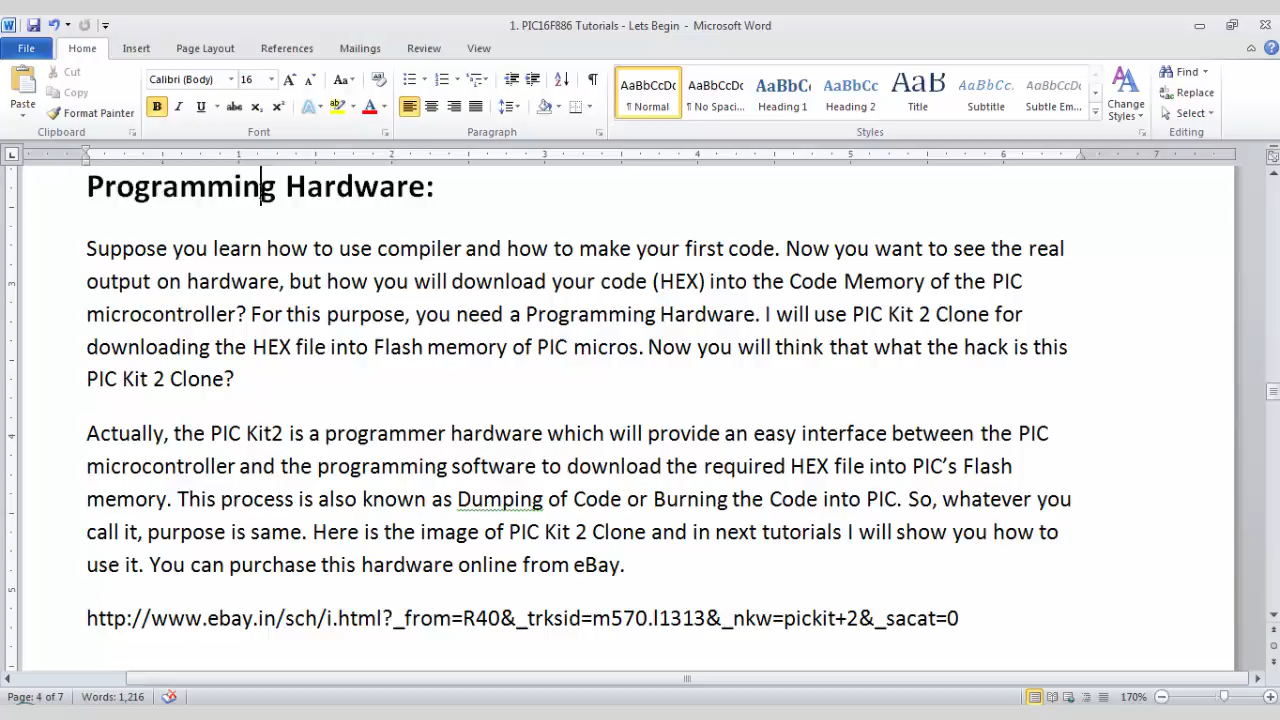 1. PIC16F886 Tutorials - Lets Begin - Microsoft Word
File Home Insert Page Layout References Mailings Review View
Cut
Copy
Format Painter
Paste
Clipboard
Calibri (Body) 16
Font
Paragraph
AaBbCcDc AaBbCcDc AaBbC AaBbCc AaB AaBbCc. AaBbCcDc
¶ Normal ¶ No Spaci... Heading 1 Heading 2 Title Subtitle Subtle Em...
Styles
Change
Styles
Find
Replace
Select
Editing
1 2 3 4 5 6 7
Programming Hardware:
Suppose you learn how to use compiler and how to make your first code. Now you want to see the real
output on hardware, but how you will download your code (HEX) into the Code Memory of the PIC
microcontroller? For this purpose, you need a Programming Hardware. I will use PIC Kit 2 Clone for
downloading the HEX file into Flash memory of PIC micros. Now you will think that what the hack is this
PIC Kit 2 Clone?
Actually, the PIC Kit2 is a programmer hardware which will provide an easy interface between the PIC
microcontroller and the programming software to download the required HEX file into PIC’s Flash
memory. This process is also known as Dumping of Code or Burning the Code into PIC. So, whatever you
call it, purpose is same. Here is the image of PIC Kit 2 Clone and in next tutorials I will show you how to
use it. You can purchase this hardware online from eBay.
http://www.ebay.in/sch/i.html?_from=R40&_trksid=m570.l1313&_nkw=pickit+2&_sacat=0
Page: 4 of 7 Words: 1,216 170%